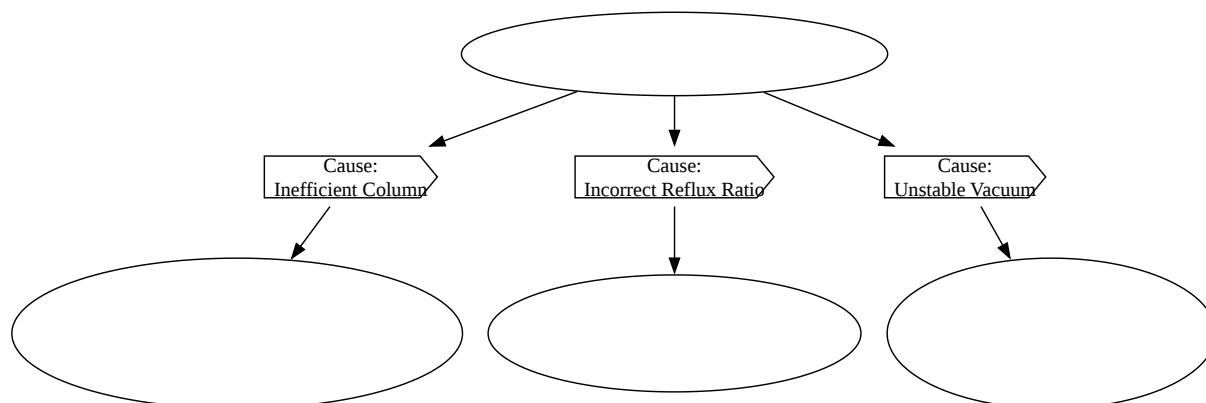 Cause:
Inefficient Column
Cause:
Incorrect Reflux Ratio
Cause:
Unstable Vacuum